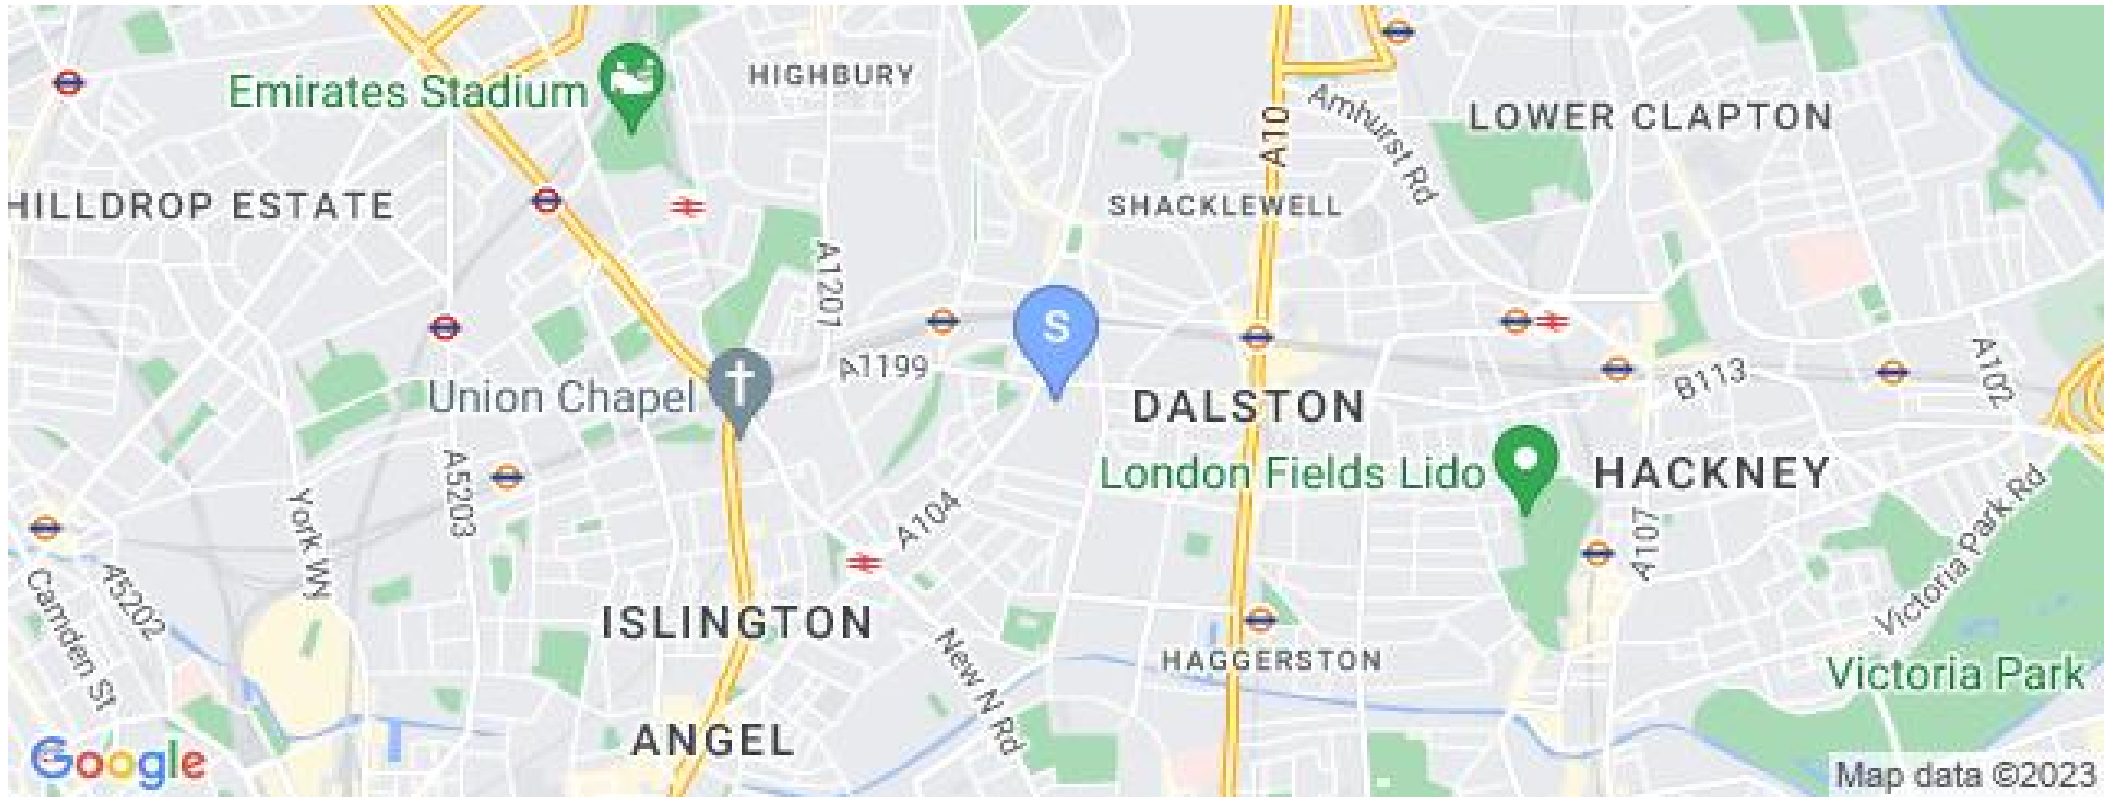 Emirates Stadium
HIGHBURY
A10
Amhurst Rd
LOWER CLAPTON
HILLDROP ESTATE
SHACKLEWELL
A1207
S
A1199
Union Chapel
DALSTON
B113
A102
A5203
London Fields Lido
HACKNEY
York Wy
A104
A107
Victoria Park Rd
Camden St
A5202
ISLINGTON
New N Rd
HAGGERSTON
Victoria Park
ANGEL
Google
Map data ©2023